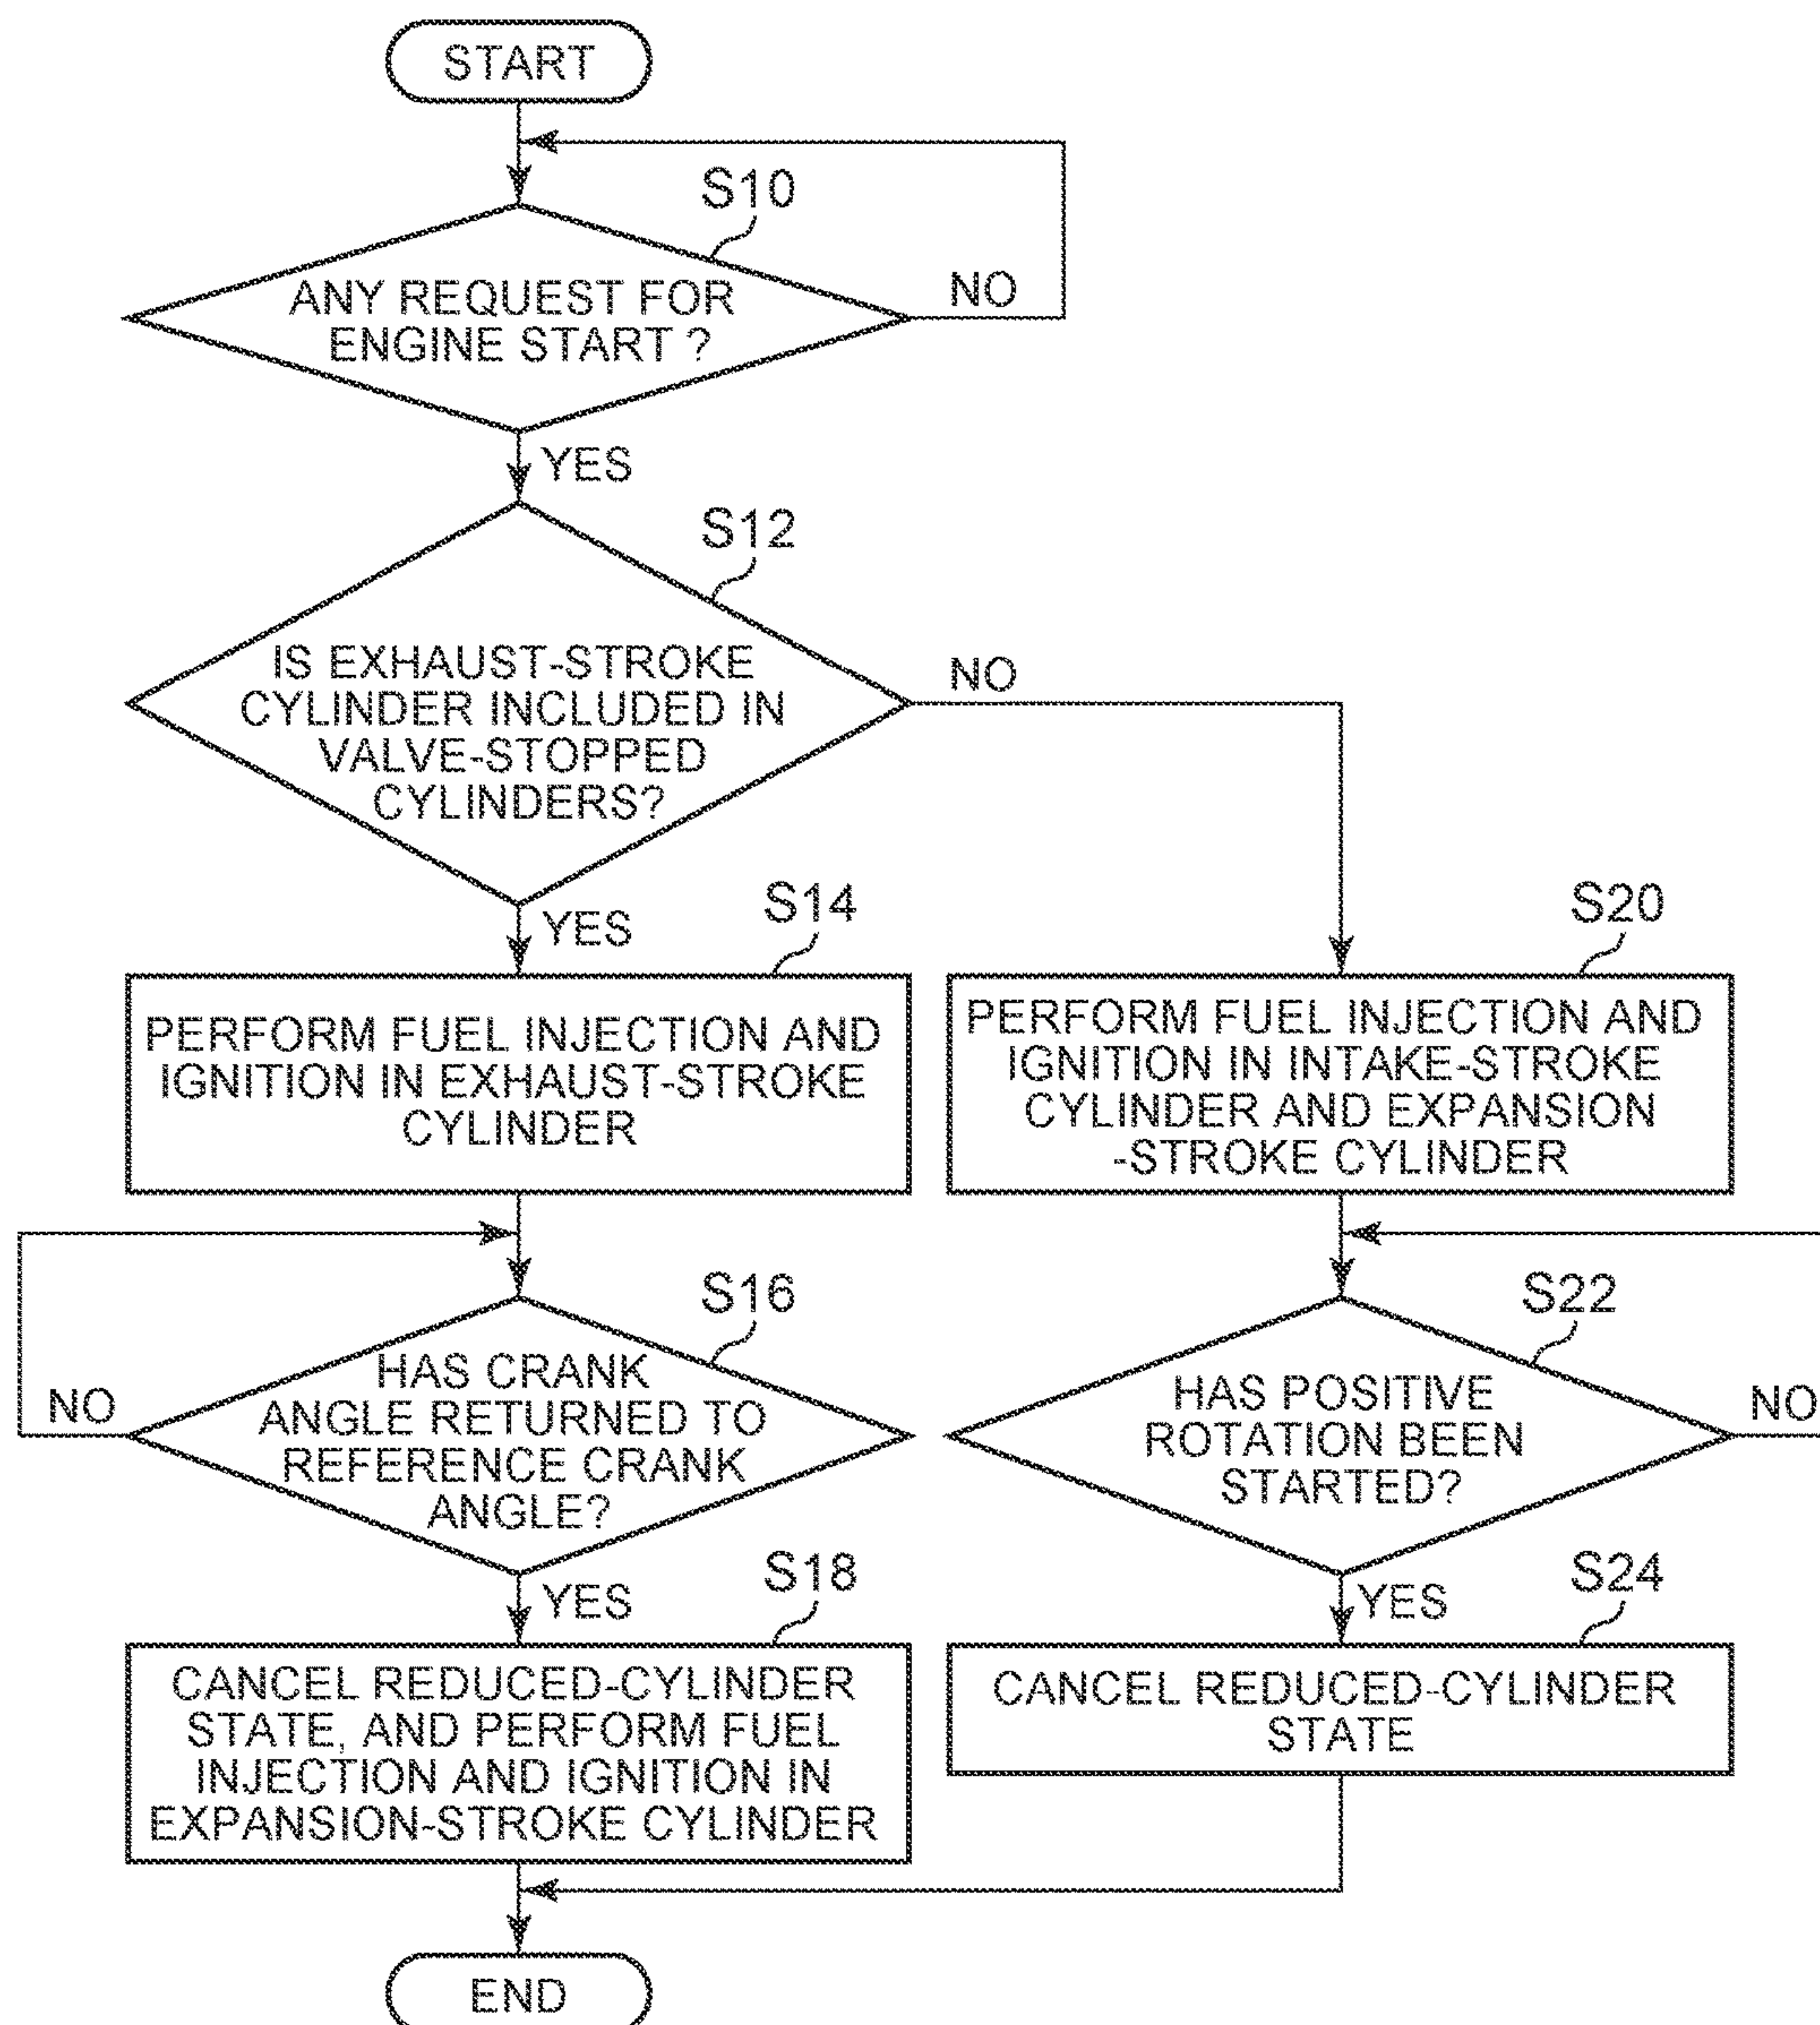 START
S10
ANY REQUEST FOR
ENGINE START ?
NO
YES
S12
IS EXHAUST-STROKE
CYLINDER INCLUDED IN
VALVE-STOPPED
CYLINDERS?
NO
YES
S14
PERFORM FUEL INJECTION AND
IGNITION IN EXHAUST-STROKE
CYLINDER
S20
PERFORM FUEL INJECTION AND
IGNITION IN INTAKE-STROKE
CYLINDER AND EXPANSION
-STROKE CYLINDER
S16
HAS CRANK
ANGLE RETURNED TO
REFERENCE CRANK
ANGLE?
NO
YES
S22
HAS POSITIVE
ROTATION BEEN
STARTED?
NO
YES
S18
CANCEL REDUCED-CYLINDER
STATE, AND PERFORM FUEL
INJECTION AND IGNITION IN
EXPANSION-STROKE CYLINDER
S24
CANCEL REDUCED-CYLINDER
STATE
END